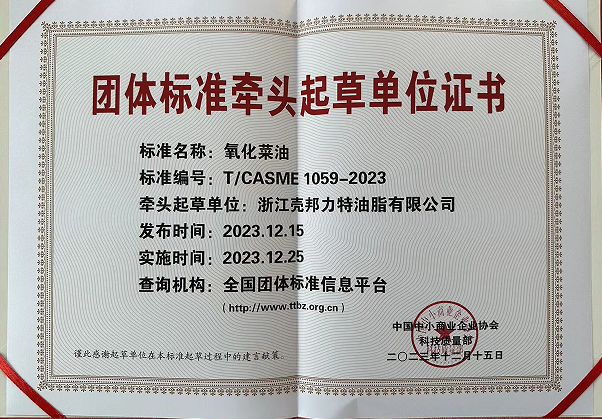 团体标准牵头起草单位证书
标准名称：氧化菜油
标准编号：T/CASME 1059-2023
牵头起草单位：浙江壳邦力特油脂有限公司
发布时间：2023.12.15
实施时间：2023.12.25
查询机构：全国团体标准信息平台
（http://www.ttbz.org.cn）
中国中小商业企业协会
科技质量部
二〇二三年十二月十五日
谨此感谢起草单位在本标准起草过程中的建言献策。